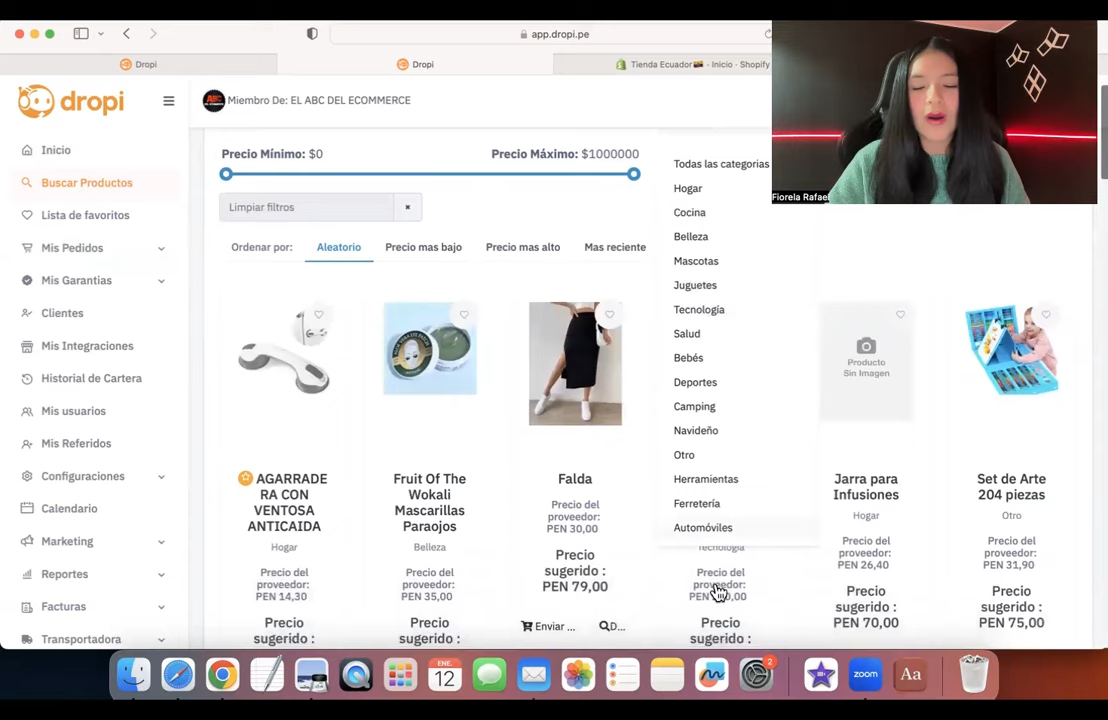 app.dropi.pe
Dropi
Dropi
Tienda Ecuador🇪🇨 · Inicio · Shopify
dropi
Miembro De: EL ABC DEL ECOMMERCE
Fiorela Rafael
Inicio
Buscar Productos
Lista de favoritos
Mis Pedidos
Mis Garantias
Clientes
Mis Integraciones
Historial de Cartera
Mis usuarios
Mis Referidos
Configuraciones
Calendario
Marketing
Reportes
Facturas
Transportadora
Precio Mínimo: $0
Precio Máximo: $1000000
Limpiar filtros
Ordenar por:
Aleatorio
Precio mas bajo
Precio mas alto
Mas reciente
Todas las categorias
Hogar
Cocina
Belleza
Mascotas
Juguetes
Tecnología
Salud
Bebés
Deportes
Camping
Navideño
Otro
Herramientas
Ferretería
Automóviles
AGARRADE
RA CON
VENTOSA
ANTICAIDA
Hogar
Precio del
proveedor:
PEN 14,30
Precio
sugerido :
Fruit Of The
Wokali
Mascarillas
Paraojos
Belleza
Precio del
proveedor:
PEN 35,00
Precio
sugerido :
Falda
Precio del
proveedor:
PEN 30,00
Precio
sugerido :
PEN 79,00
Enviar ...
D...
Tecnología
Precio del
proveedor:
PEN
Precio
sugerido :
Producto
Sin Imagen
Jarra para
Infusiones
Hogar
Precio del
proveedor:
PEN 26,40
Precio
sugerido :
PEN 70,00
Set de Arte
204 piezas
Otro
Precio del
proveedor:
PEN 31,90
Precio
sugerido :
PEN 75,00
ENE.
12
2
zoom
Aa